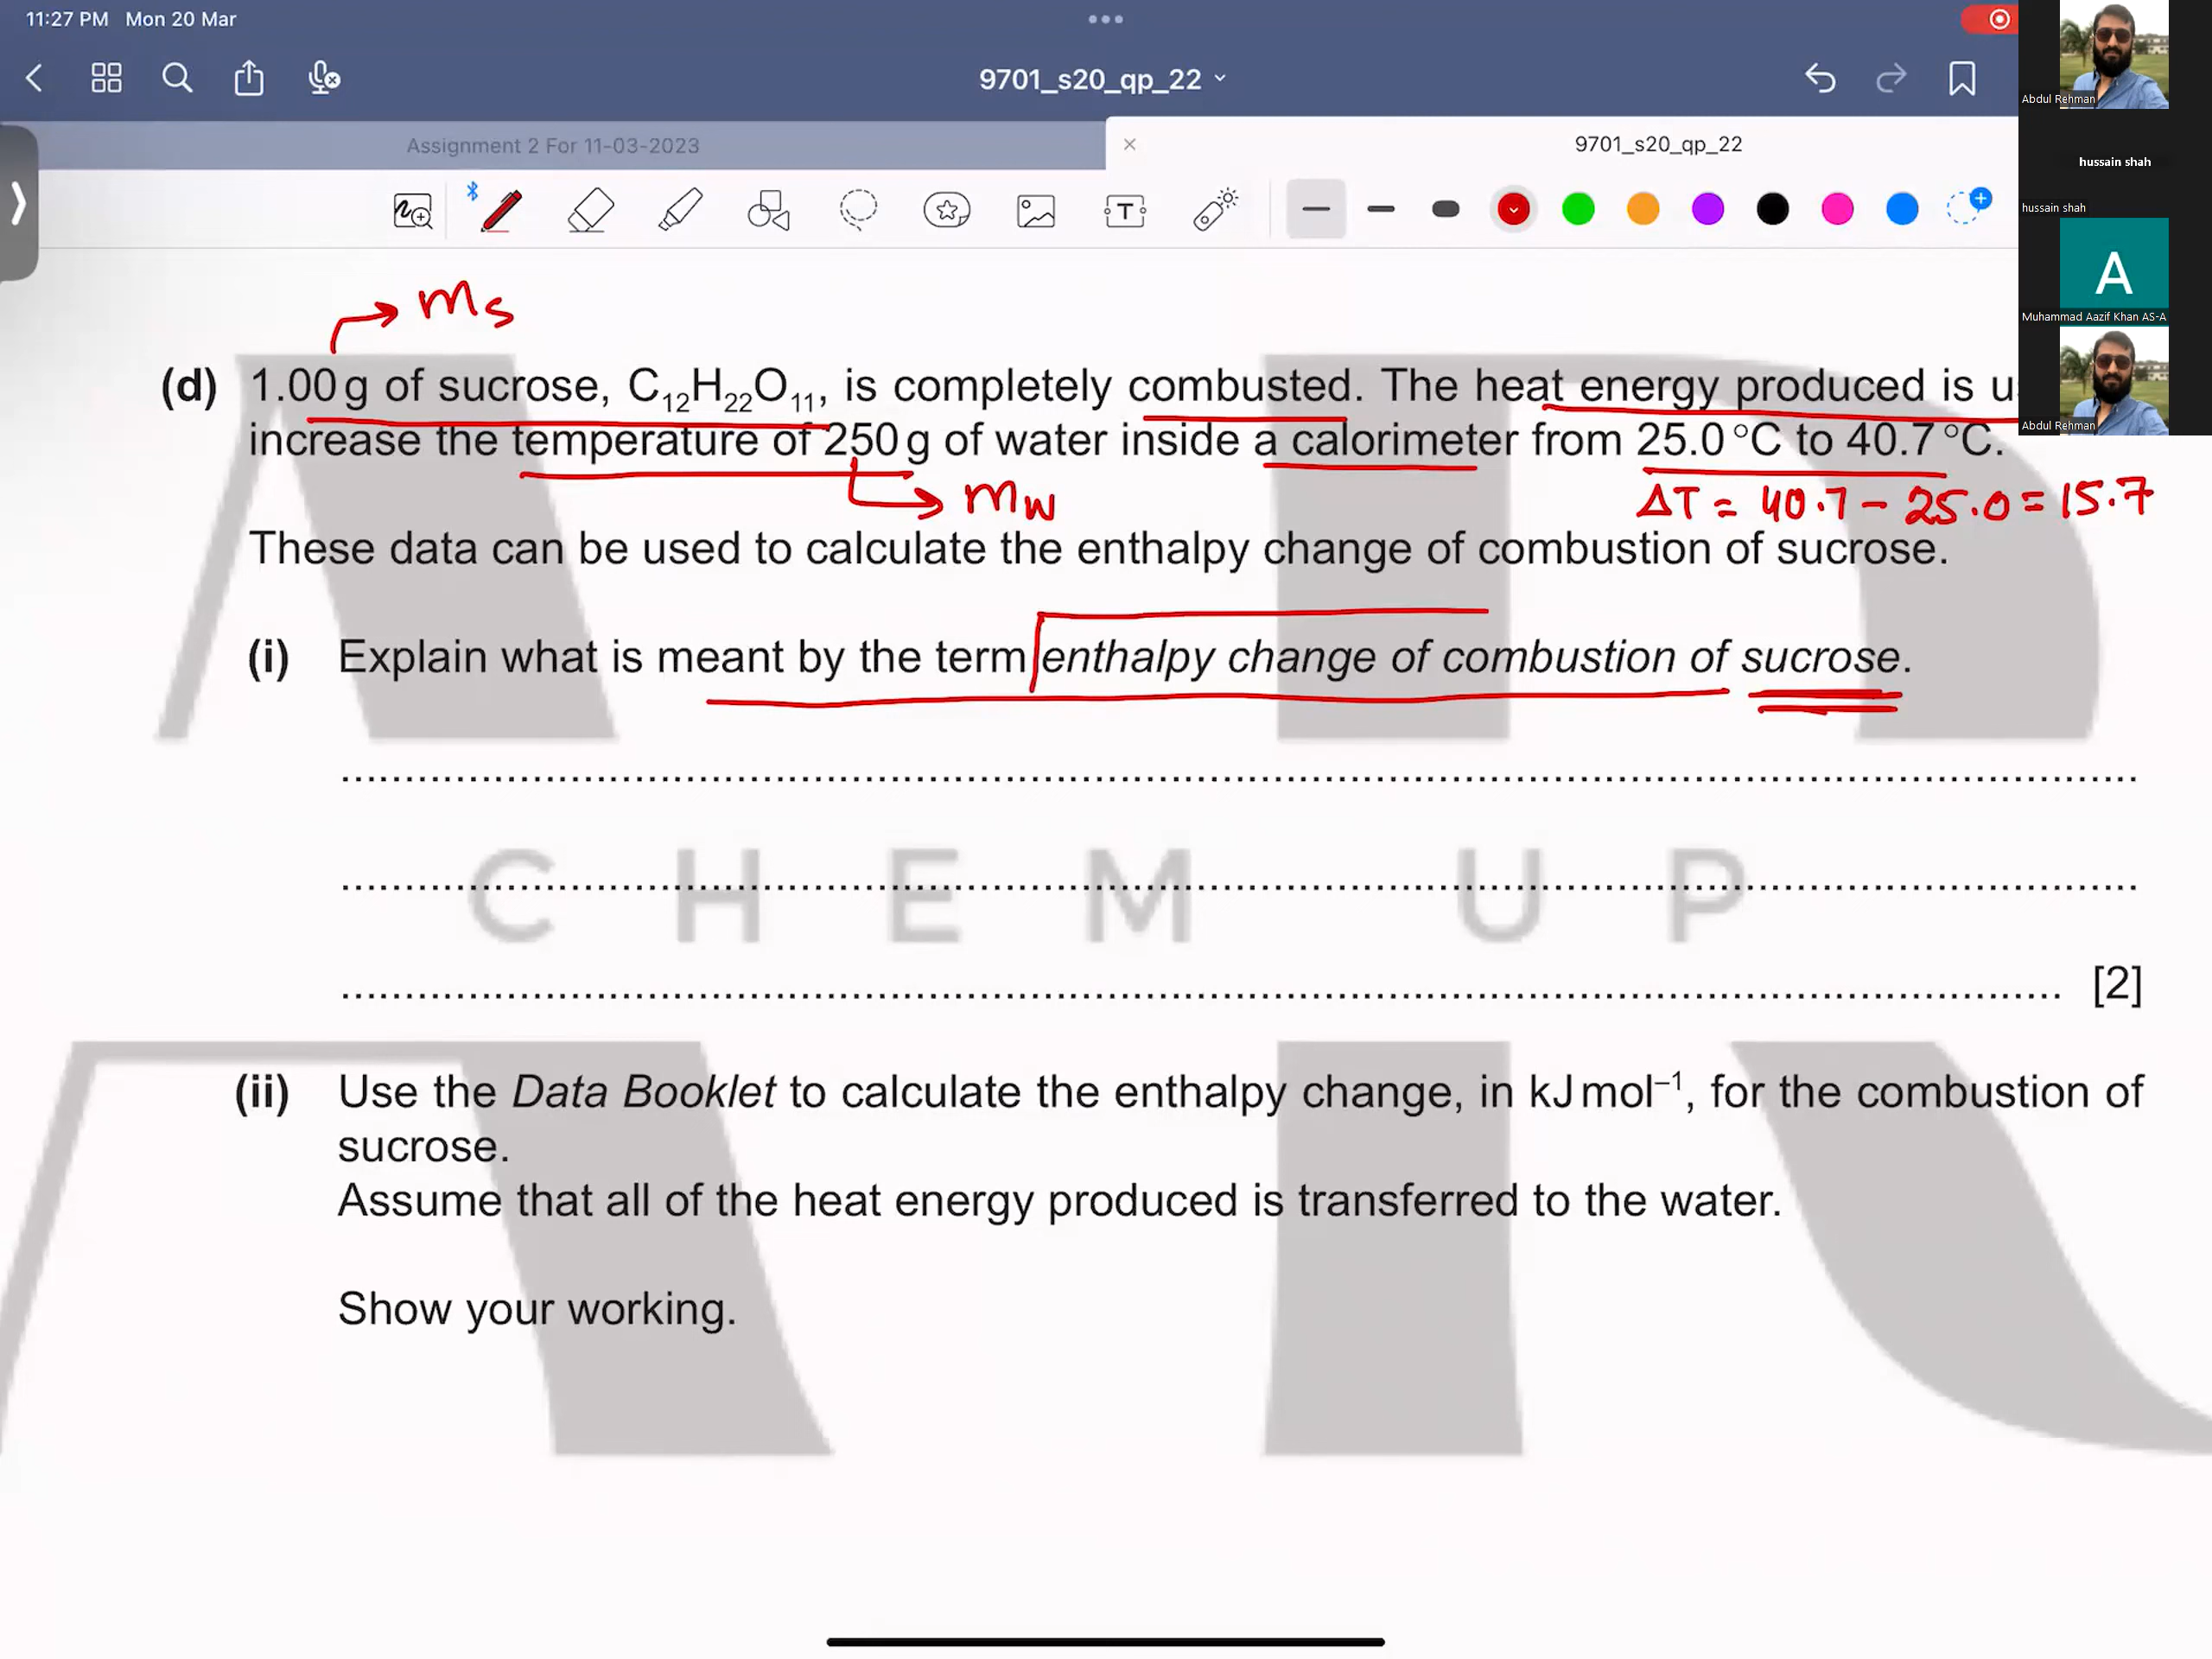 11:27 PM Mon 20 Mar
9701_s20_qp_22
Assignment 2 For 11-03-2023
9701_s20_qp_22
Abdul Rehman
hussain shah
hussain shah
A
Muhammad Aazif Khan AS-A
Abdul Rehman
T
ms
(d) 1.00 g of sucrose, C₁₂H₂₂O₁₁, is completely combusted. The heat energy produced is
increase the temperature of 250 g of water inside a calorimeter from 25.0 °C to 40.7 °C.
mw
ΔT = 40.7 - 25.0 = 15.7
These data can be used to calculate the enthalpy change of combustion of sucrose.
(i) Explain what is meant by the term enthalpy change of combustion of sucrose.
CHEM UP
[2]
(ii) Use the Data Booklet to calculate the enthalpy change, in kJ mol⁻¹, for the combustion of
sucrose.
Assume that all of the heat energy produced is transferred to the water.
Show your working.